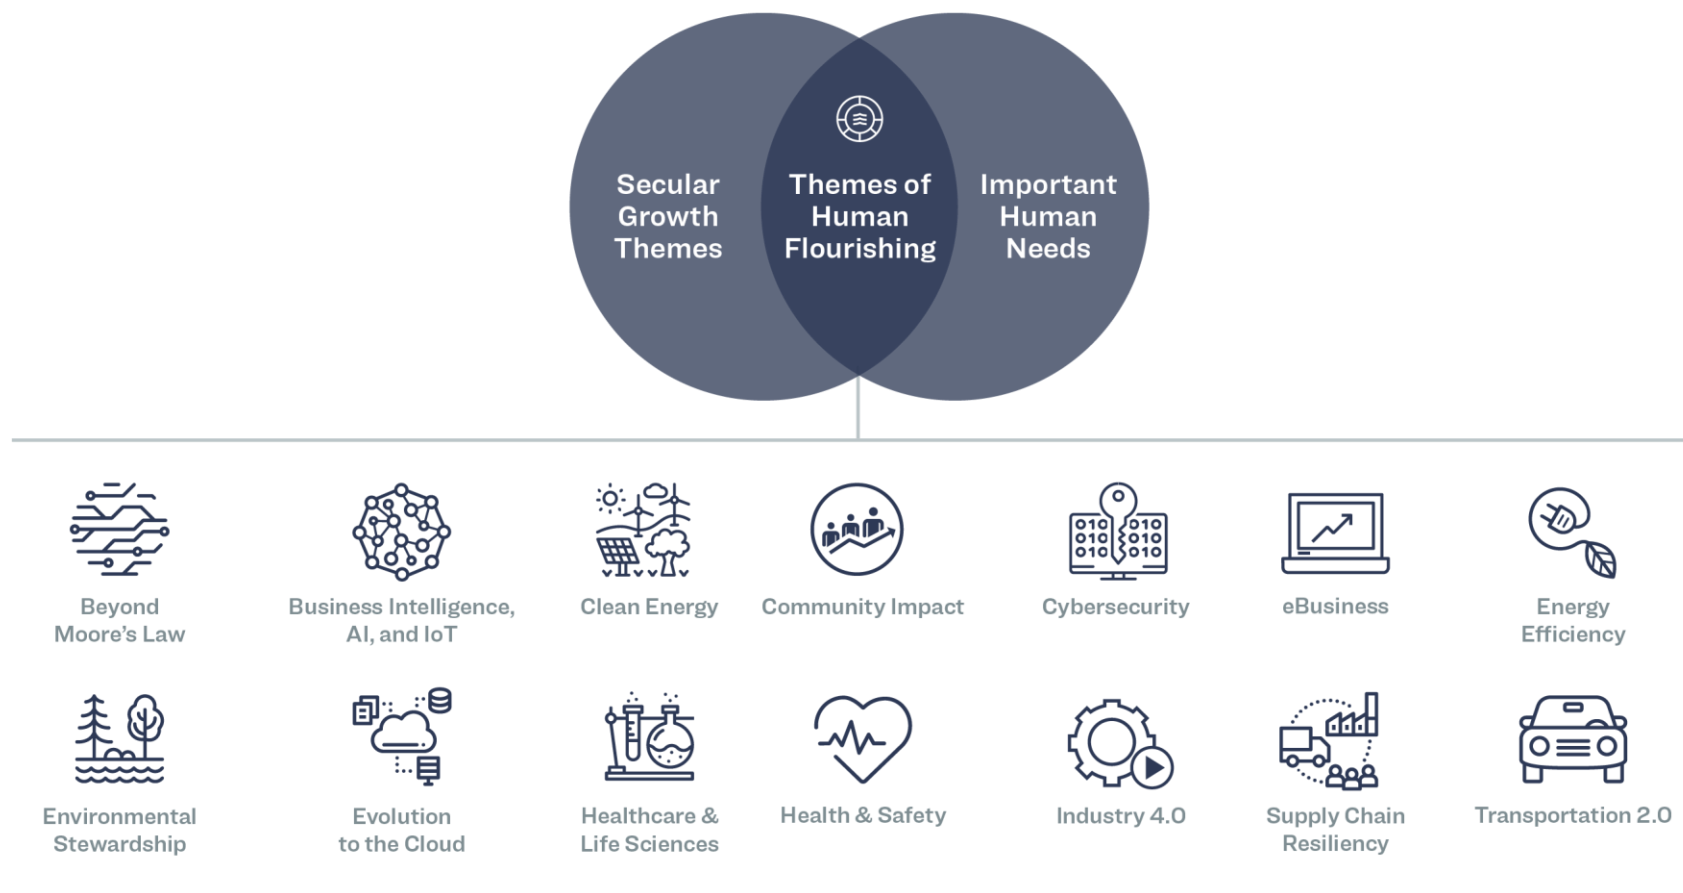 Secular
Growth
Themes
Themes of
Human
Flourishing
Important
Human
Needs
Beyond
Moore’s Law
Business Intelligence,
AI, and IoT
Clean Energy
Community Impact
010 010
010 010
010 010
Cybersecurity
eBusiness
Energy
Efficiency
Environmental
Stewardship
Evolution
to the Cloud
Healthcare &
Life Sciences
Health & Safety
Industry 4.0
Supply Chain
Resiliency
Transportation 2.0